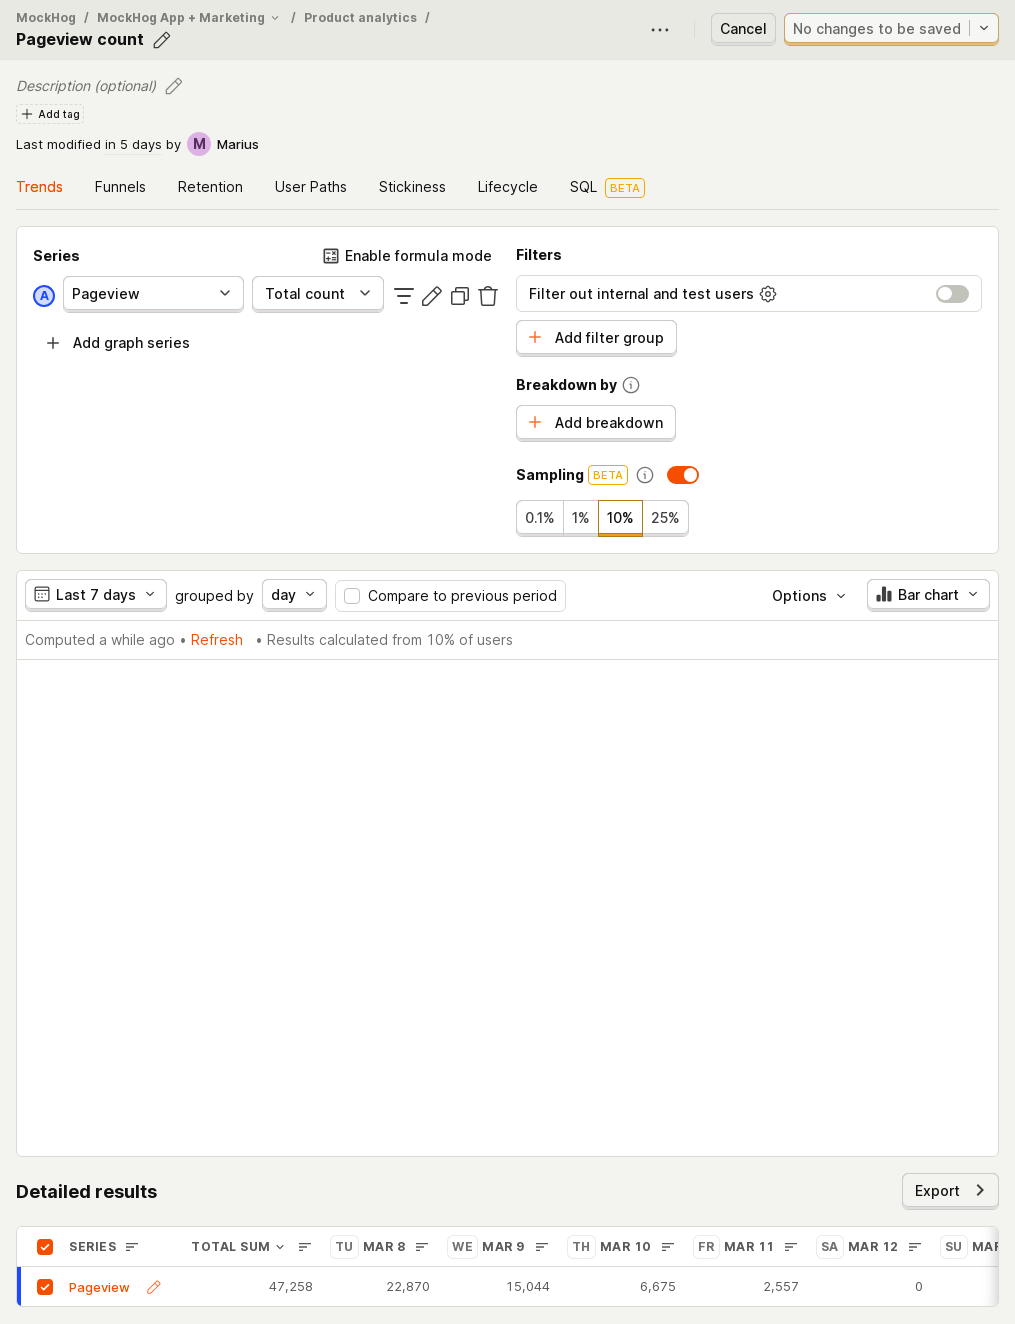 MockHog / MockHog App + Marketing / Product analytics /
Pageview count
Cancel
No changes to be saved
Description (optional)
Add tag
Last modified in 5 days by M Marius
Trends Funnels Retention User Paths Stickiness Lifecycle SQL BETA
Series
Enable formula mode
A Pageview Total count
Add graph series
Filters
Filter out internal and test users
Add filter group
Breakdown by
Add breakdown
Sampling BETA
0.1% 1% 10% 25%
Last 7 days grouped by day Compare to previous period Options Bar chart
Computed a while ago • Refresh • Results calculated from 10% of users
Detailed results
Export
SERIES TOTAL SUM TU MAR 8 WE MAR 9 TH MAR 10 FR MAR 11 SA MAR 12 SU
Pageview 47,258 22,870 15,044 6,675 2,557 0